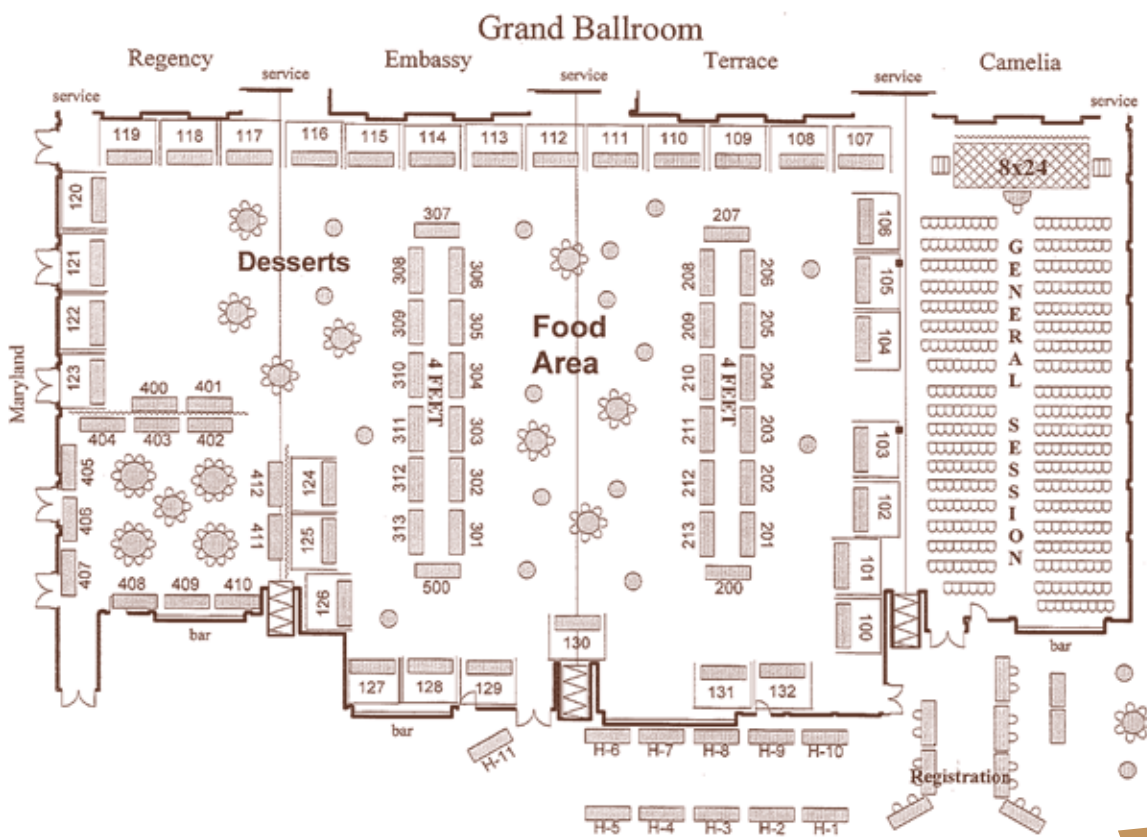 Grand Ballroom
Regency Embassy Terrace Camelia
service service service service service
119 118 117 116 115 114 113 112 111 110 109 108 107
8x24
120
106
307 207
Desserts
308 306 208 206
121
105
309 305 209 205
122
104
Food
Area
310 4 FEET 304 210 4 FEET 204
Maryland
123
400 401
404 403 402
311 303 211 203
103
GENERAL SESSION
405
412 124
312 302 212 202
102
406
411 125
313 301 213 201
407
500 200
101
408 409 410
126
100
bar
130
bar
127 128 129
131 132
bar
H-11
H-6 H-7 H-8 H-9 H-10
Registration
H-5 H-4 H-3 H-2 H-1